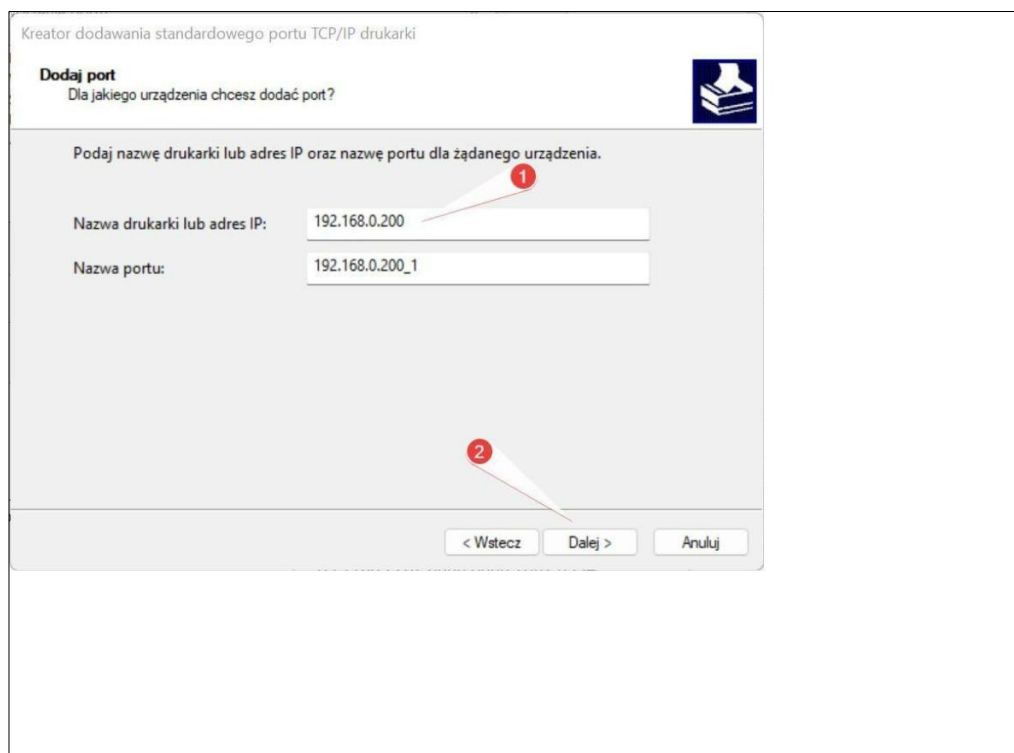 Kreator dodawania standardowego portu TCP/IP drukarki
Dodaj port
Dla jakiego urządzenia chcesz dodać port?
Podaj nazwę drukarki lub adres IP oraz nazwę portu dla żądanego urządzenia.
1
Nazwa drukarki lub adres IP: 192.168.0.200
Nazwa portu: 192.168.0.200_1
2
< Wstecz Dalej > Anuluj